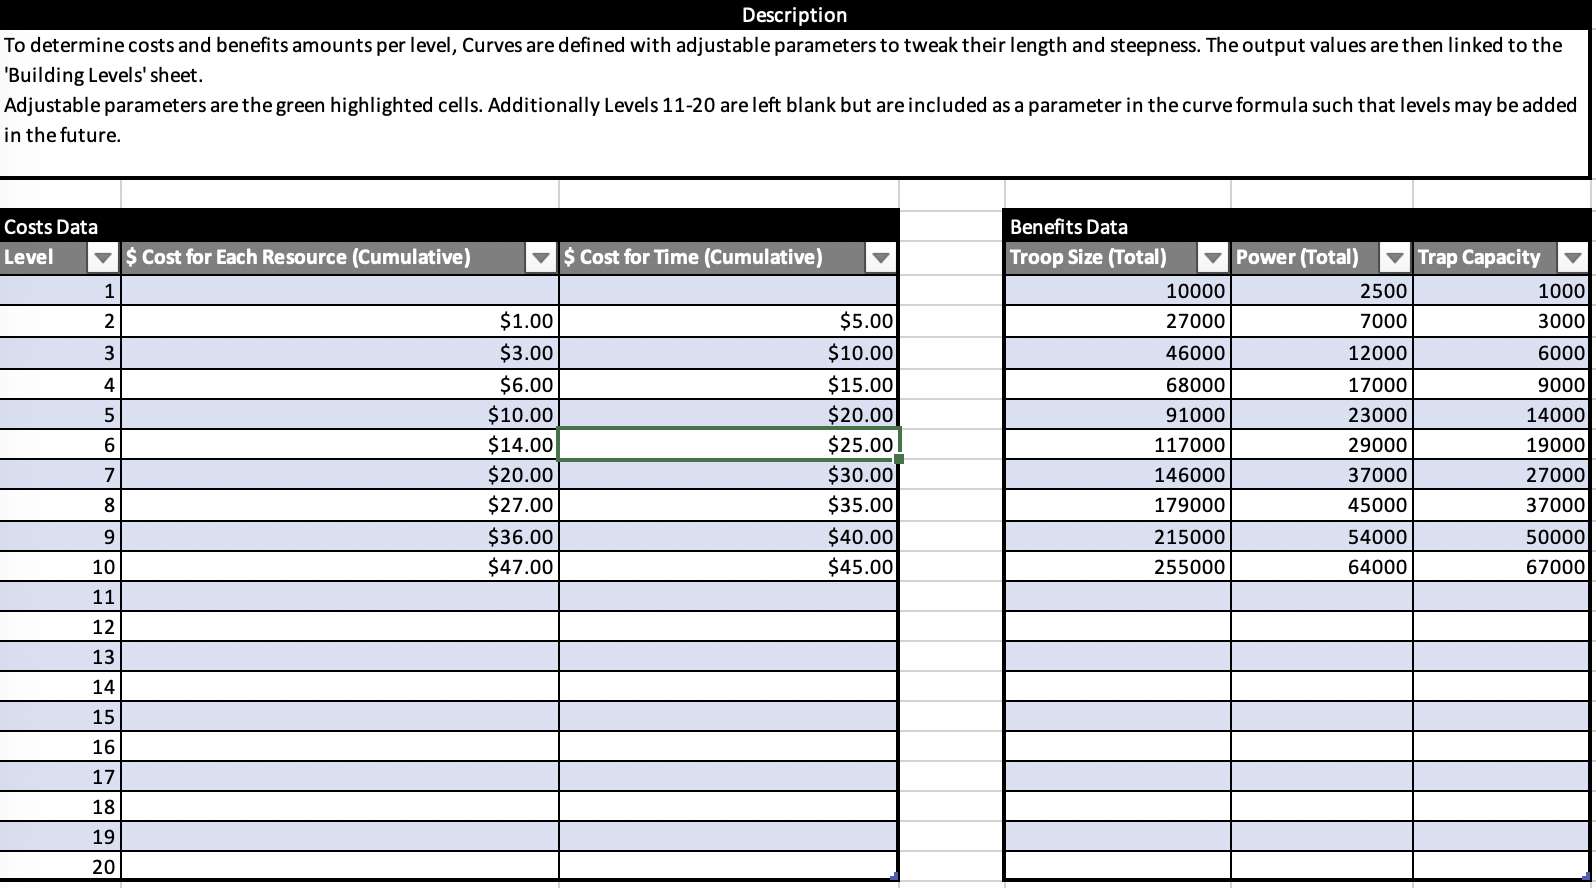 Description
To determine costs and benefits amounts per level, Curves are defined with adjustable parameters to tweak their length and steepness. The output values are then linked to the
'Building Levels' sheet.
Adjustable parameters are the green highlighted cells. Additionally Levels 11-20 are left blank but are included as a parameter in the curve formula such that levels may be added
in the future.
Costs Data
Level $ Cost for Each Resource (Cumulative) $ Cost for Time (Cumulative)
1
2 $1.00 $5.00
3 $3.00 $10.00
4 $6.00 $15.00
5 $10.00 $20.00
6 $14.00 $25.00
7 $20.00 $30.00
8 $27.00 $35.00
9 $36.00 $40.00
10 $47.00 $45.00
11
12
13
14
15
16
17
18
19
20
Benefits Data
Troop Size (Total) Power (Total) Trap Capacity
10000 2500 1000
27000 7000 3000
46000 12000 6000
68000 17000 9000
91000 23000 14000
117000 29000 19000
146000 37000 27000
179000 45000 37000
215000 54000 50000
255000 64000 67000